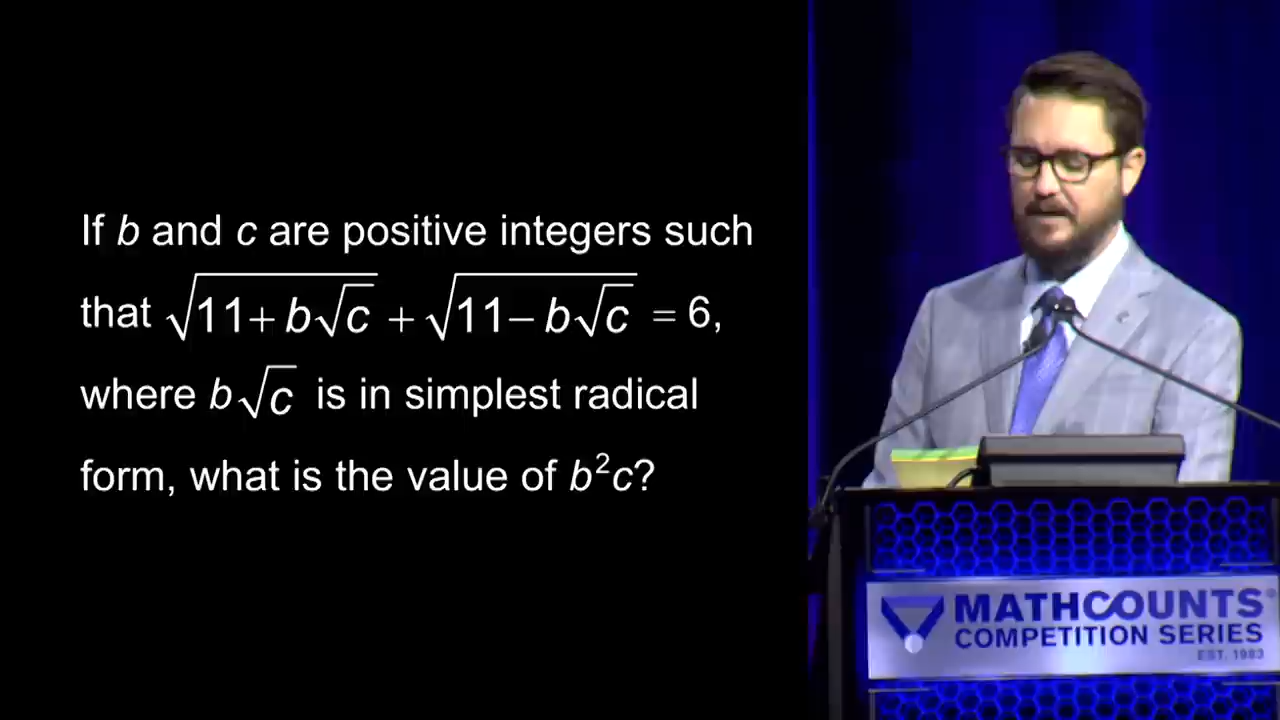 If b and c are positive integers such
that √(11+ b√c) + √(11− b√c) = 6,
where b√c is in simplest radical
form, what is the value of b²c?
MATHCOUNTS®
COMPETITION SERIES
EST. 1983